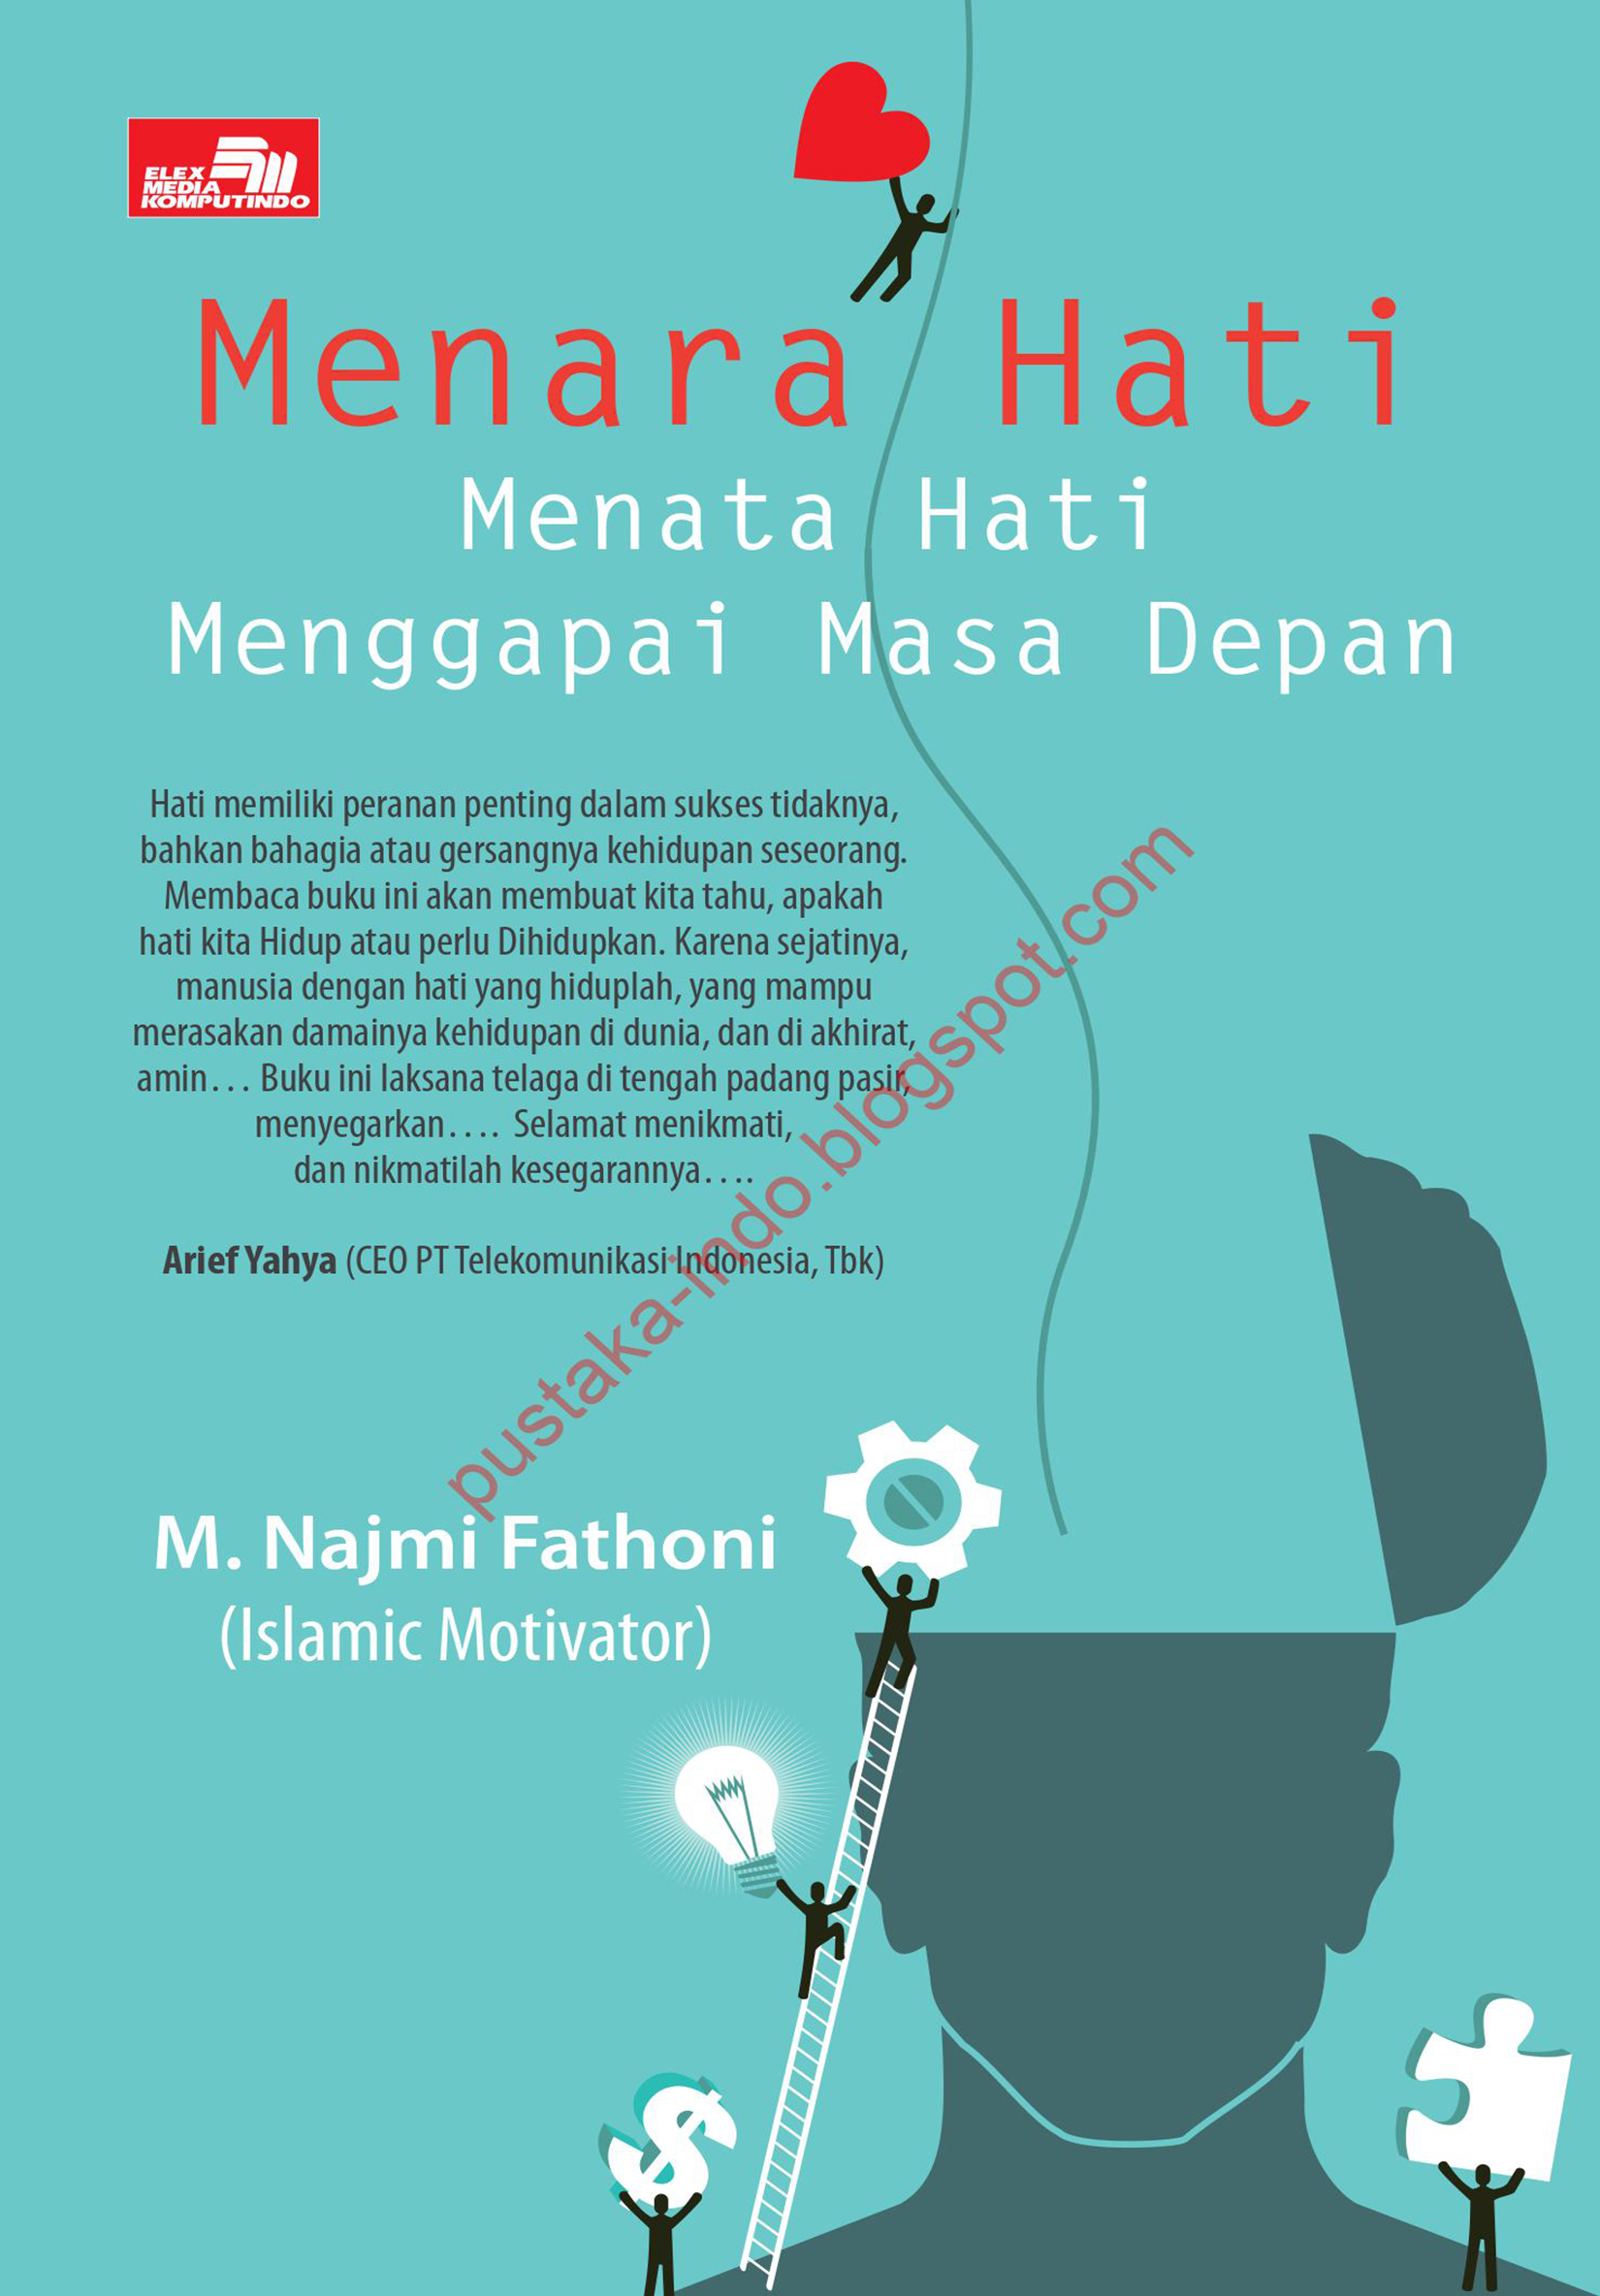 ELEX
MEDIA
KOMPUTINDO
Menara Hati
Menata Hati
Menggapai Masa Depan
Hati memiliki peranan penting dalam sukses tidaknya,
bahkan bahagia atau gersangnya kehidupan seseorang.
Membaca buku ini akan membuat kita tahu, apakah
hati kita Hidup atau perlu Dihidupkan. Karena sejatinya,
manusia dengan hati yang hiduplah, yang mampu
merasakan damainya kehidupan di dunia, dan di akhirat,
amin... Buku ini laksana telaga di tengah padang pasir,
menyegarkan.... Selamat menikmati,
dan nikmatilah kesegarannya....
Arief Yahya (CEO PT Telekomunikasi Indonesia, Tbk)
pustaka-indo.blogspot.com
M. Najmi Fathoni
(Islamic Motivator)
$